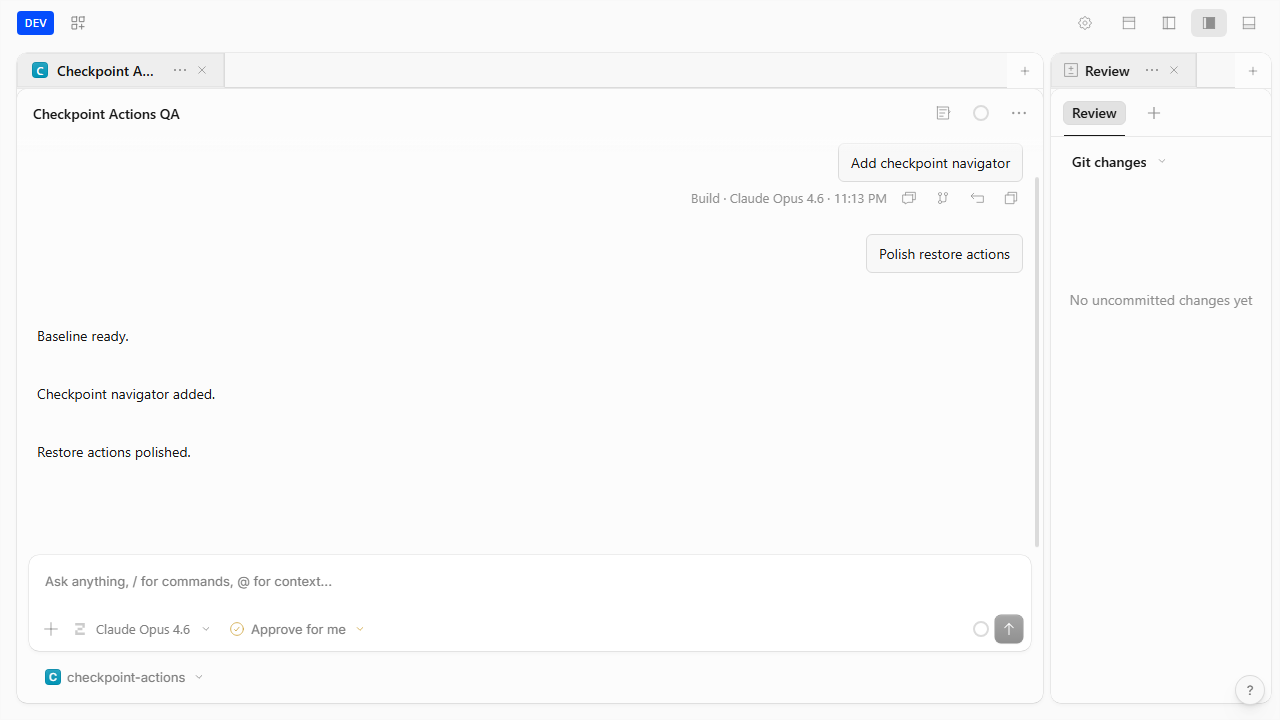 DEV
C Checkpoint A...
Review
Checkpoint Actions QA
Review
Git changes
Add checkpoint navigator
Build · Claude Opus 4.6 · 11:13 PM
Polish restore actions
No uncommitted changes yet
Baseline ready.
Checkpoint navigator added.
Restore actions polished.
Ask anything, / for commands, @ for context...
Claude Opus 4.6
Approve for me
C checkpoint-actions
?